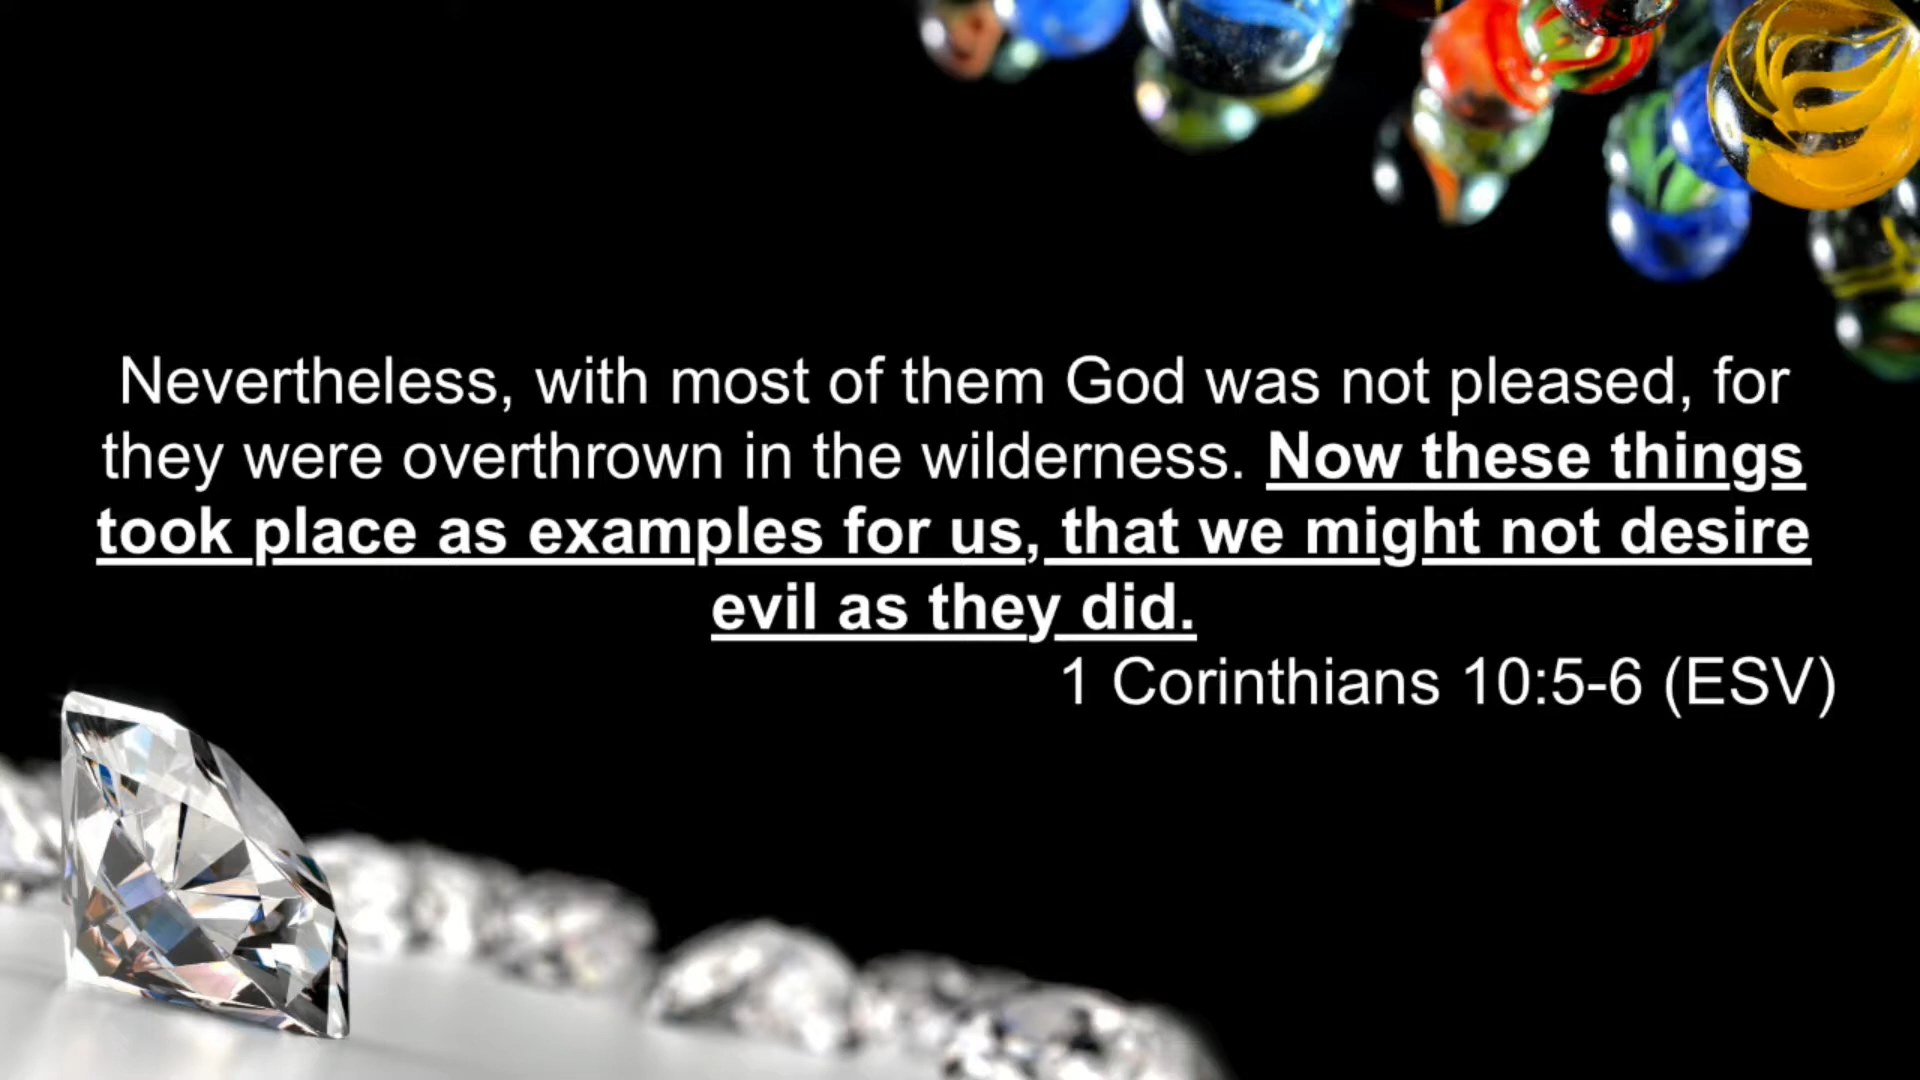 Nevertheless, with most of them God was not pleased, for
they were overthrown in the wilderness. Now these things
took place as examples for us, that we might not desire
evil as they did.
1 Corinthians 10:5-6 (ESV)